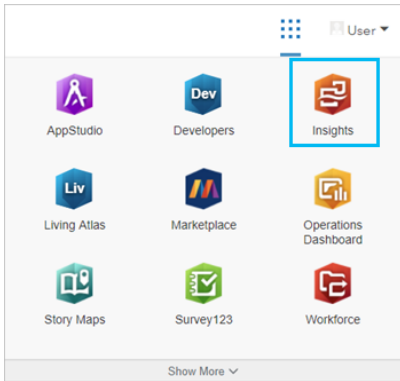 User
Dev
AppStudio
Developers
Insights
Liv
Living Atlas
Marketplace
Operations
Dashboard
Story Maps
Survey123
Workforce
Show More